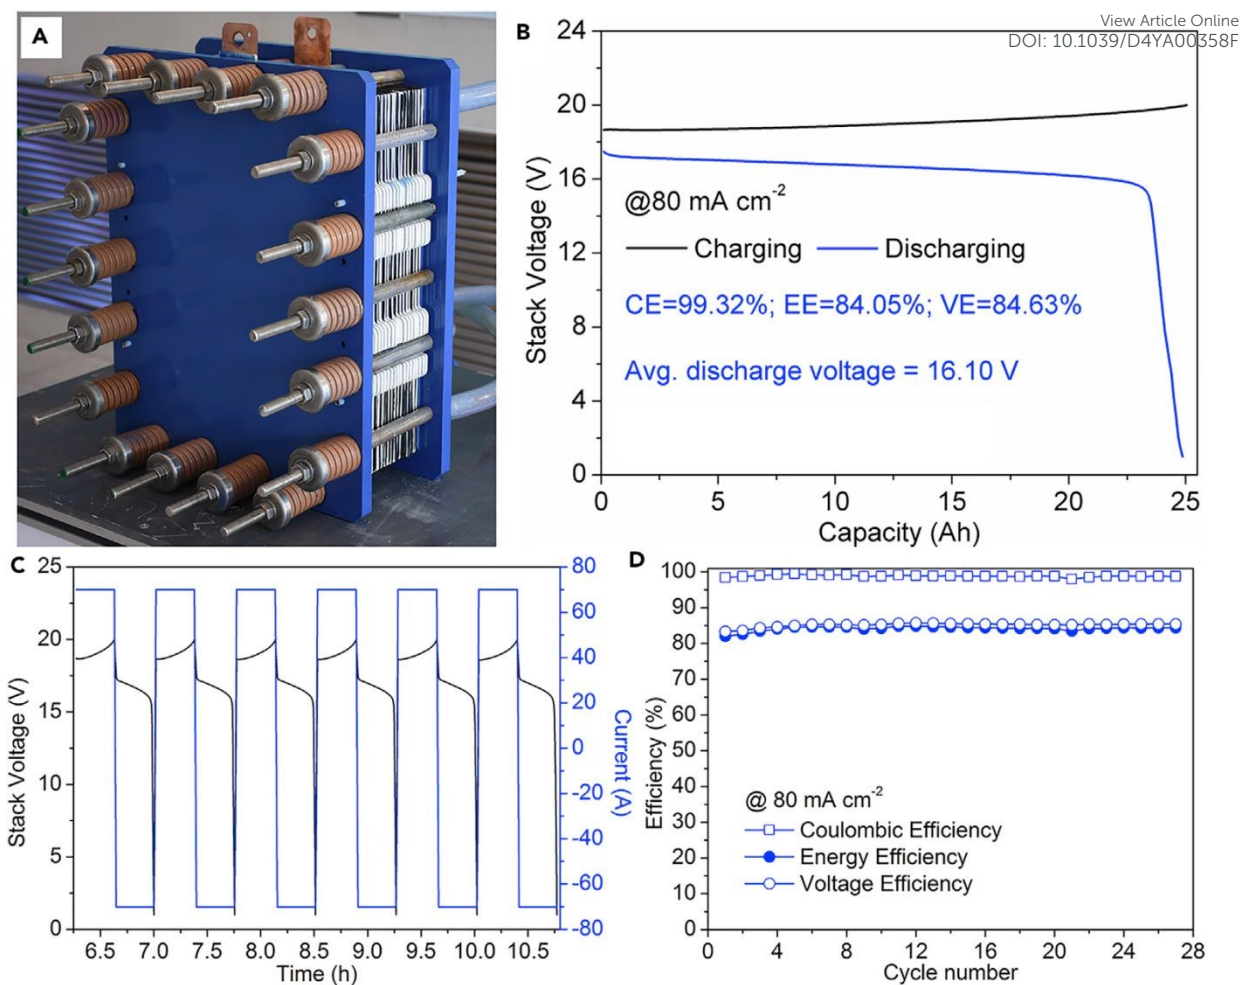 View Article Online
DOI: 10.1039/D4YA00358F
A
B
24
20
16
12
8
4
0
Stack Voltage (V)
@80 mA cm-2
Charging
Discharging
CE=99.32%; EE=84.05%; VE=84.63%
Avg. discharge voltage = 16.10 V
0 5 10 15 20 25
Capacity (Ah)
C
25
20
15
10
5
0
Stack Voltage (V)
80
60
40
20
0
-20
-40
-60
-80
Current (A)
6.5 7.0 7.5 8.0 8.5 9.0 9.5 10.0 10.5
Time (h)
D
100
90
80
70
60
50
40
30
20
10
0
Efficiency (%)
@ 80 mA cm-2
Coulombic Efficiency
Energy Efficiency
Voltage Efficiency
0 4 8 12 16 20 24 28
Cycle number